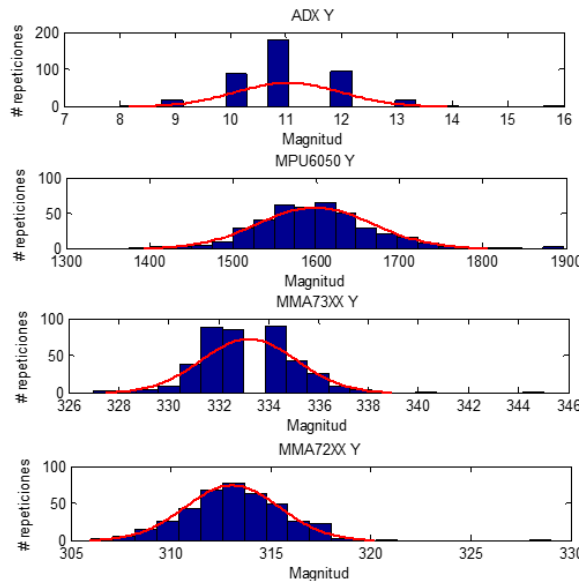 ADX Y
200
100
0
# repeticiones
7 8 9 10 11 12 13 14 15 16
Magnitud
MPU6050 Y
100
50
0
# repeticiones
1300 1400 1500 1600 1700 1800 1900
Magnitud
MMA73XX Y
100
50
0
# repeticiones
326 328 330 332 334 336 338 340 342 344 346
Magnitud
MMA72XX Y
100
50
0
# repeticiones
305 310 315 320 325 330
Magnitud